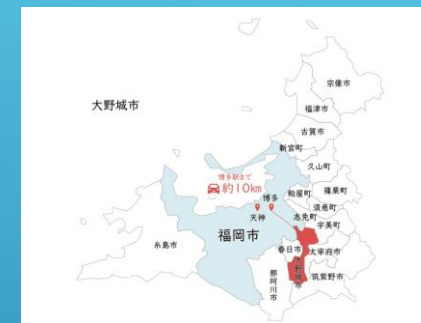 宗像市
大野城市
福津市
古賀市
新宮町
久山町
博多駅まで
約10km
篠栗町
粕屋町
博多
須恵町
天神
志免町
宇美町
福岡市
糸島市
春日市
太宰府市
大野城市
那珂川市
筑紫野市